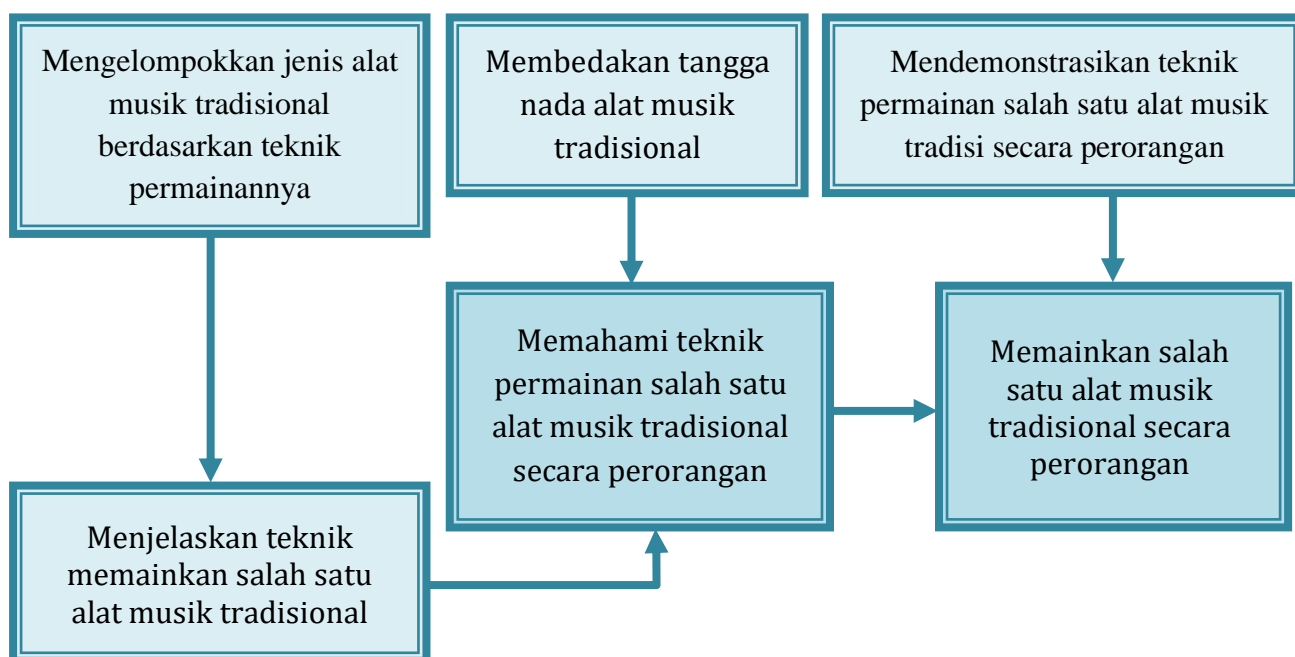 Mengelompokkan jenis alat
musik tradisional
berdasarkan teknik
permainannya
Membedakan tangga
nada alat musik
tradisional
Mendemonstrasikan teknik
permainan salah satu alat musik
tradisi secara perorangan
Memahami teknik
permainan salah satu
alat musik tradisional
secara perorangan
Memainkan salah
satu alat musik
tradisional secara
perorangan
Menjelaskan teknik
memainkan salah satu
alat musik tradisional